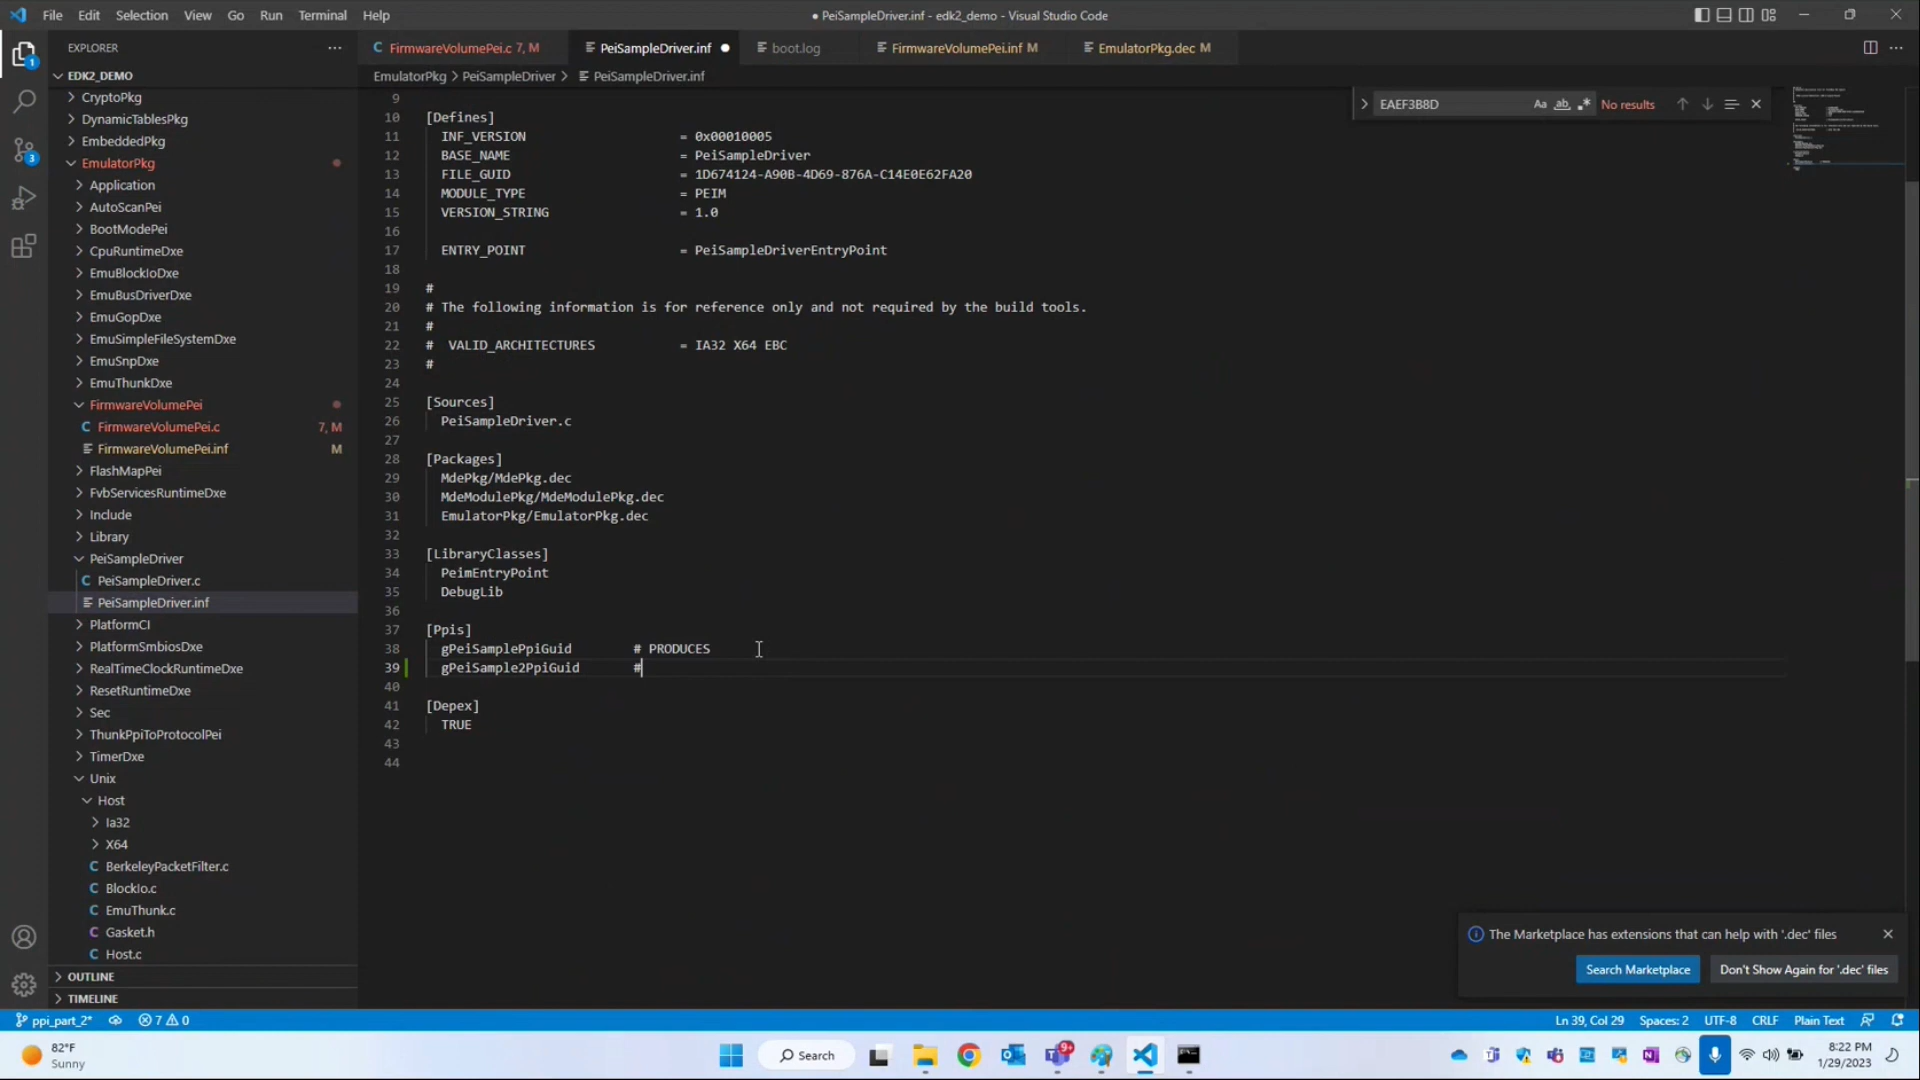 File Edit Selection View Go Run Terminal Help
● PeiSampleDriver.inf - edk2_demo - Visual Studio Code
EXPLORER
EDK2_DEMO
CryptoPkg
DynamicTablesPkg
EmbeddedPkg
EmulatorPkg
Application
AutoScanPei
BootModePei
CpuRuntimeDxe
EmuBlockIoDxe
EmuBusDriverDxe
EmuGopDxe
EmuSimpleFileSystemDxe
EmuSnpDxe
EmuThunkDxe
FirmwareVolumePei
FirmwareVolumePei.c 7, M
FirmwareVolumePei.inf M
FlashMapPei
FvbServicesRuntimeDxe
Include
Library
PeiSampleDriver
PeiSampleDriver.c
PeiSampleDriver.inf
PlatformCI
PlatformSmbiosDxe
RealTimeClockRuntimeDxe
ResetRuntimeDxe
Sec
ThunkPpiToProtocolPei
TimerDxe
Unix
Host
Ia32
X64
BerkeleyPacketFilter.c
BlockIo.c
EmuThunk.c
Gasket.h
Host.c
OUTLINE
TIMELINE
FirmwareVolumePei.c 7, M PeiSampleDriver.inf ● boot.log FirmwareVolumePei.inf M EmulatorPkg.dec M
EmulatorPkg > PeiSampleDriver > PeiSampleDriver.inf
EAEF3B8D Aa ab No results
9
10 [Defines]
11 INF_VERSION = 0x00010005
12 BASE_NAME = PeiSampleDriver
13 FILE_GUID = 1D674124-A90B-4D69-876A-C14E0E62FA20
14 MODULE_TYPE = PEIM
15 VERSION_STRING = 1.0
16
17 ENTRY_POINT = PeiSampleDriverEntryPoint
18
19 #
20 # The following information is for reference only and not required by the build tools.
21 #
22 # VALID_ARCHITECTURES = IA32 X64 EBC
23 #
24
25 [Sources]
26 PeiSampleDriver.c
27
28 [Packages]
29 MdePkg/MdePkg.dec
30 MdeModulePkg/MdeModulePkg.dec
31 EmulatorPkg/EmulatorPkg.dec
32
33 [LibraryClasses]
34 PeimEntryPoint
35 DebugLib
36
37 [Ppis]
38 gPeiSamplePpiGuid # PRODUCES
39 gPeiSample2PpiGuid #
40
41 [Depex]
42 TRUE
43
44
The Marketplace has extensions that can help with '.dec' files
Search Marketplace Don't Show Again for '.dec' files
ppi_part_2* 7 0 Ln 39, Col 29 Spaces: 2 UTF-8 CRLF Plain Text
82°F
Sunny
Search
9+
8:22 PM
1/29/2023
1
3